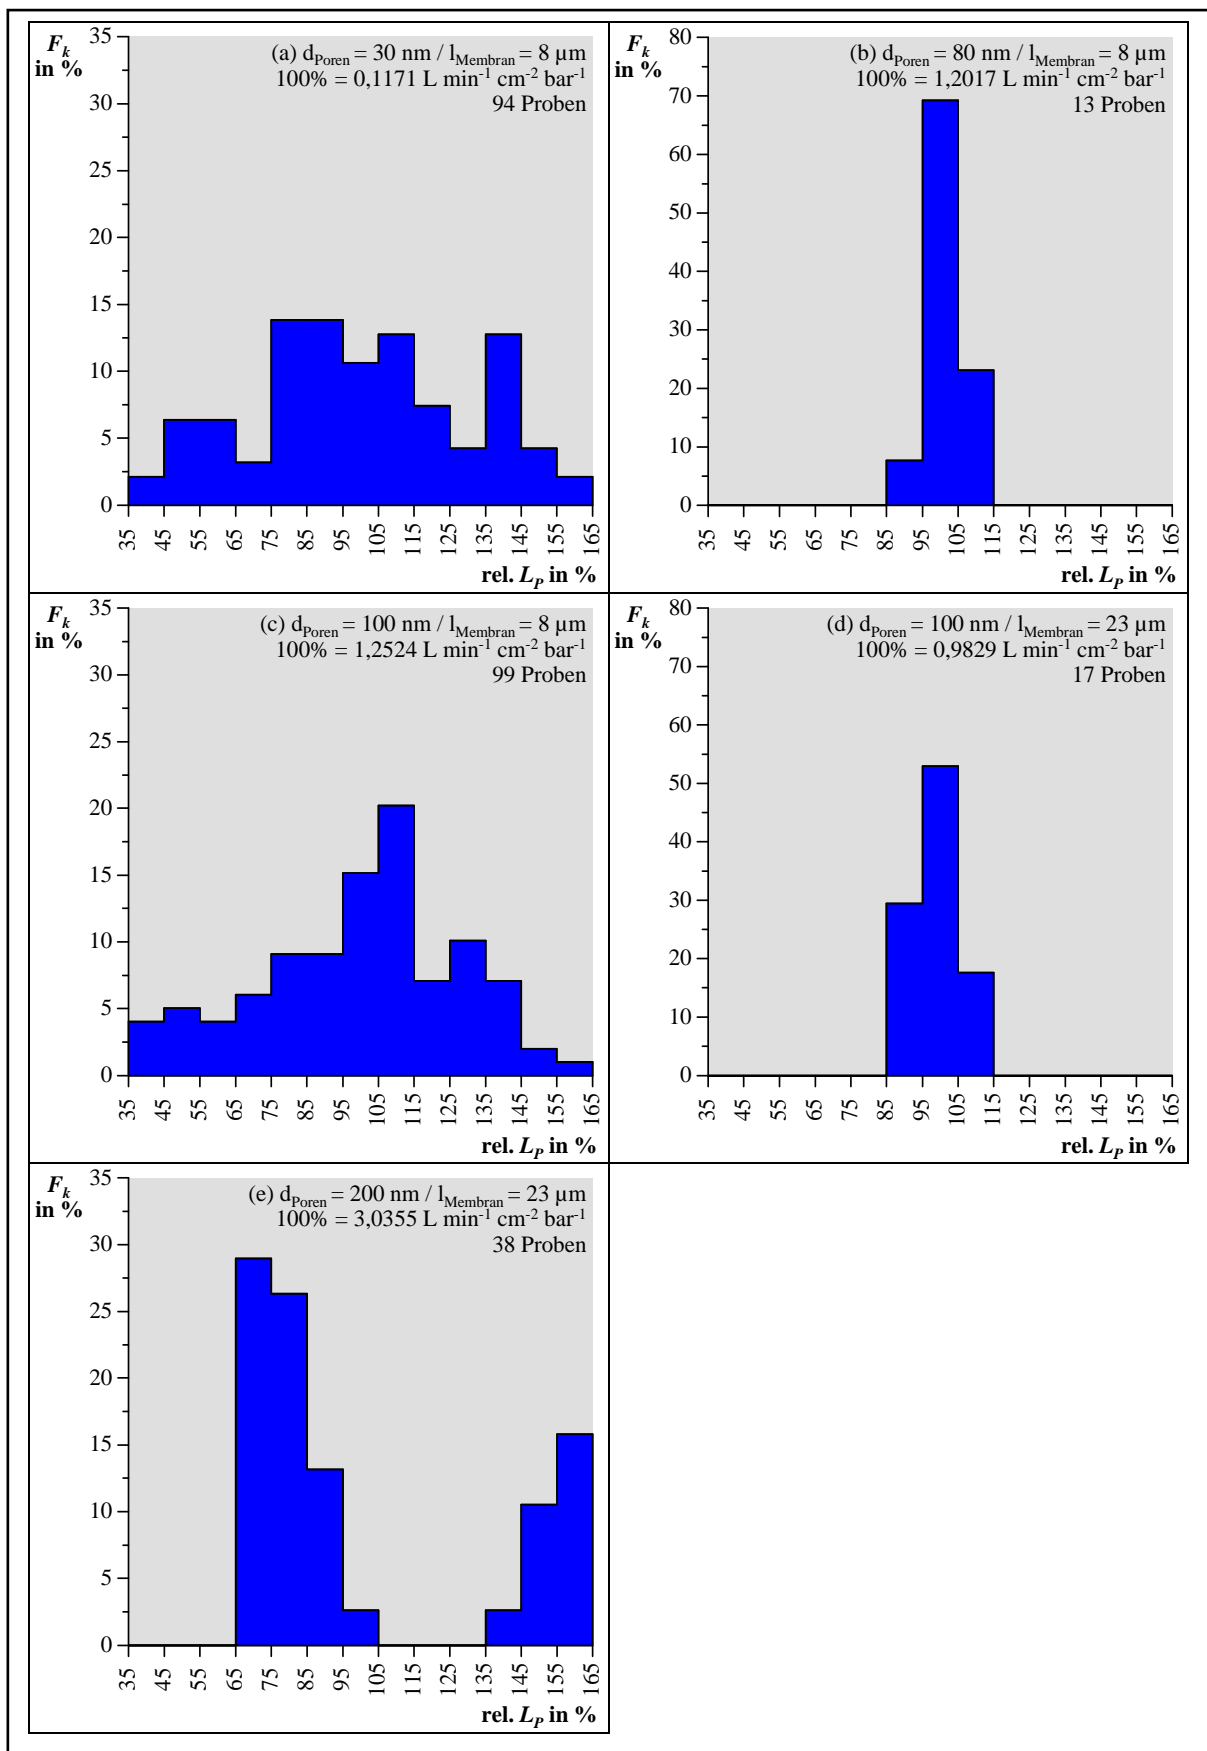 F_k
in %
(a) d_Poren = 30 nm / l_Membran = 8 µm
100% = 0,1171 L min⁻¹ cm⁻² bar⁻¹
94 Proben
35
30
25
20
15
10
5
0
35 45 55 65 75 85 95 105 115 125 135 145 155 165
rel. L_P in %
F_k
in %
(b) d_Poren = 80 nm / l_Membran = 8 µm
100% = 1,2017 L min⁻¹ cm⁻² bar⁻¹
13 Proben
80
70
60
50
40
30
20
10
0
35 45 55 65 75 85 95 105 115 125 135 145 155 165
rel. L_P in %
F_k
in %
(c) d_Poren = 100 nm / l_Membran = 8 µm
100% = 1,2524 L min⁻¹ cm⁻² bar⁻¹
99 Proben
35
30
25
20
15
10
5
0
35 45 55 65 75 85 95 105 115 125 135 145 155 165
rel. L_P in %
F_k
in %
(d) d_Poren = 100 nm / l_Membran = 23 µm
100% = 0,9829 L min⁻¹ cm⁻² bar⁻¹
17 Proben
80
70
60
50
40
30
20
10
0
35 45 55 65 75 85 95 105 115 125 135 145 155 165
rel. L_P in %
F_k
in %
(e) d_Poren = 200 nm / l_Membran = 23 µm
100% = 3,0355 L min⁻¹ cm⁻² bar⁻¹
38 Proben
35
30
25
20
15
10
5
0
35 45 55 65 75 85 95 105 115 125 135 145 155 165
rel. L_P in %